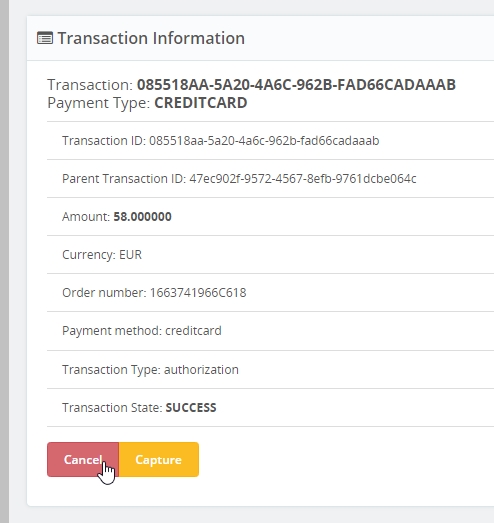 Transaction Information
Transaction: 085518AA-5A20-4A6C-962B-FAD66CADAAAB
Payment Type: CREDITCARD
Transaction ID: 085518aa-5a20-4a6c-962b-fad66cadaaab
Parent Transaction ID: 47ec902f-9572-4567-8efb-9761dcbe064c
Amount: 58.000000
Currency: EUR
Order number: 1663741966C618
Payment method: creditcard
Transaction Type: authorization
Transaction State: SUCCESS
Cancel Capture